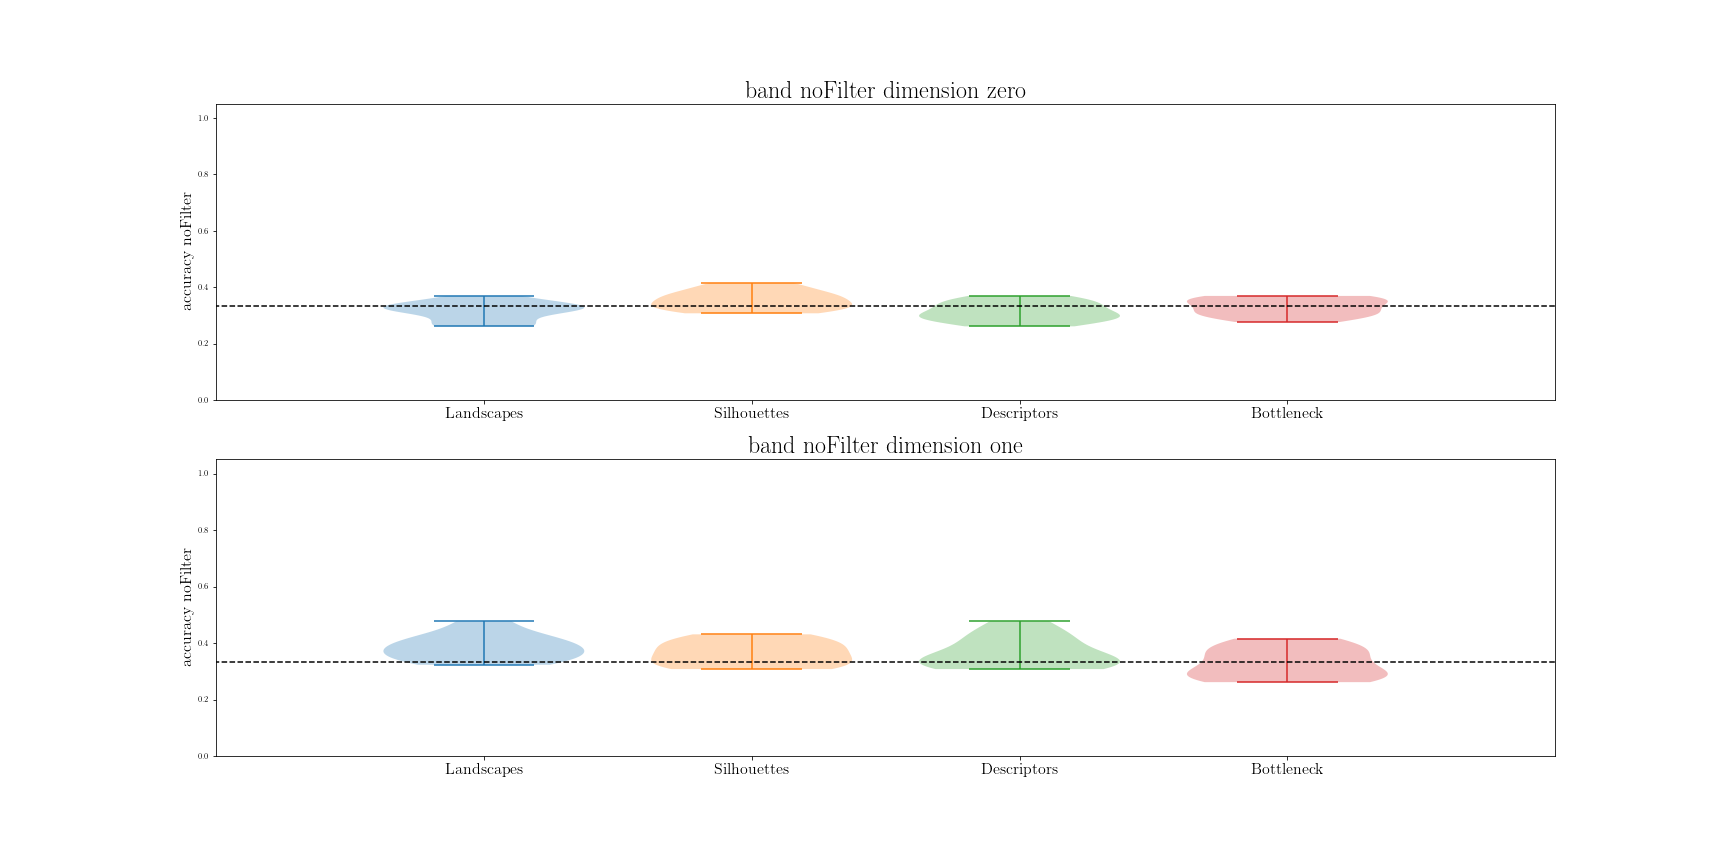 band noFilter dimension zero
accuracy noFilter
1.0
0.8
0.6
0.4
0.2
0.0
Landscapes Silhouettes Descriptors Bottleneck
band noFilter dimension one
accuracy noFilter
1.0
0.8
0.6
0.4
0.2
0.0
Landscapes Silhouettes Descriptors Bottleneck